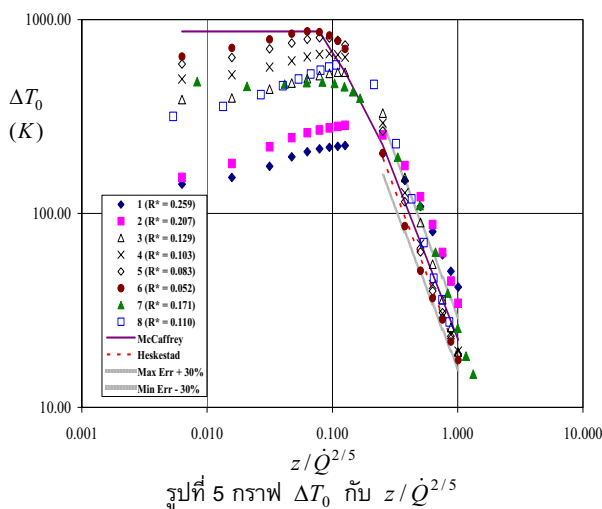 1000.00
ΔT₀
(K)
100.00
10.00
1 (R* = 0.259)
2 (R* = 0.207)
3 (R* = 0.129)
4 (R* = 0.103)
5 (R* = 0.083)
6 (R* = 0.052)
7 (R* = 0.171)
8 (R* = 0.110)
McCaffrey
Heskestad
Max Err + 30%
Min Err - 30%
0.001 0.010 0.100 1.000 10.000
z / Q̇^{2/5}
รูปที่ 5 กราฟ ΔT₀ กับ z / Q̇^{2/5}